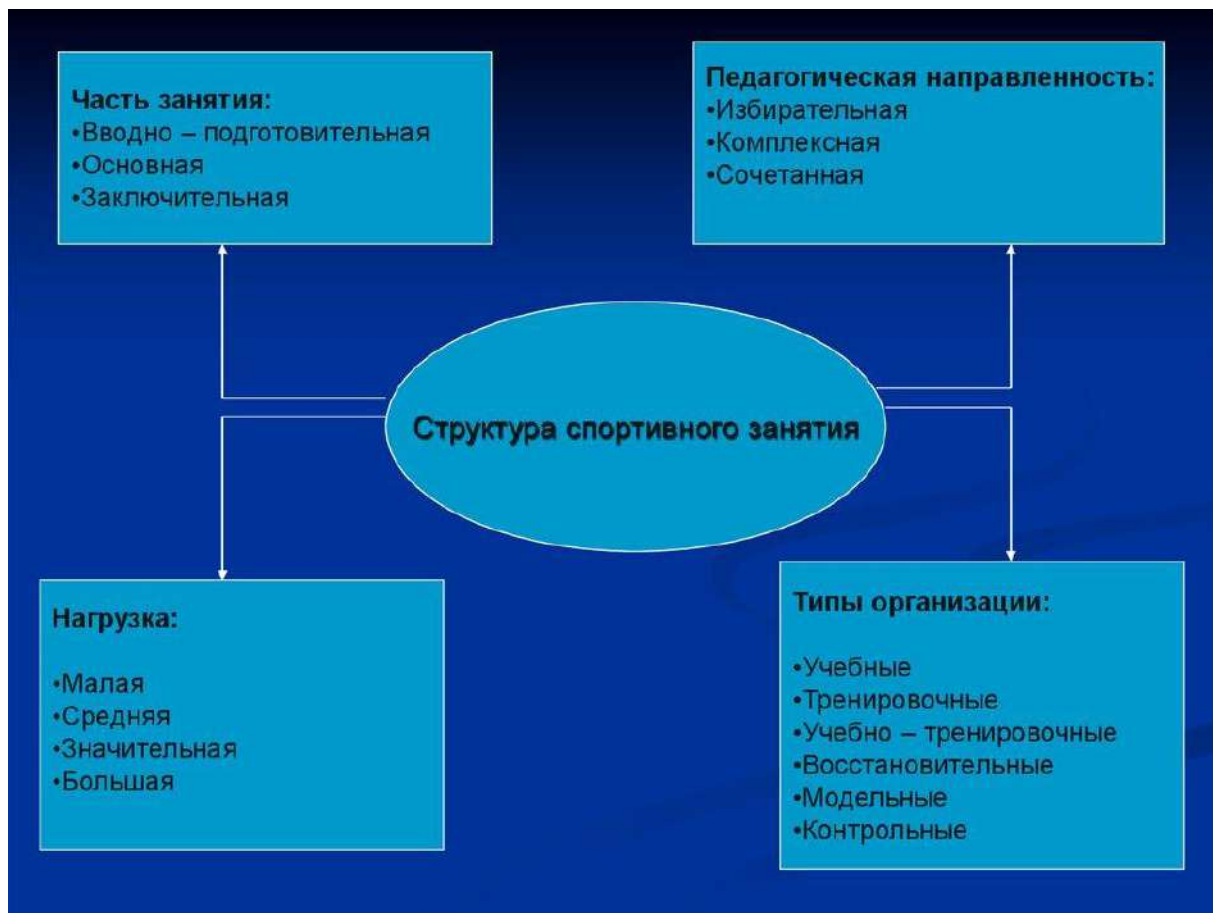 Часть занятия:
•Вводно – подготовительная
•Основная
•Заключительная
Педагогическая направленность:
•Избирательная
•Комплексная
•Сочетанная
Структура спортивного занятия
Нагрузка:
•Малая
•Средняя
•Значительная
•Большая
Типы организации:
•Учебные
•Тренировочные
•Учебно – тренировочные
•Восстановительные
•Модельные
•Контрольные